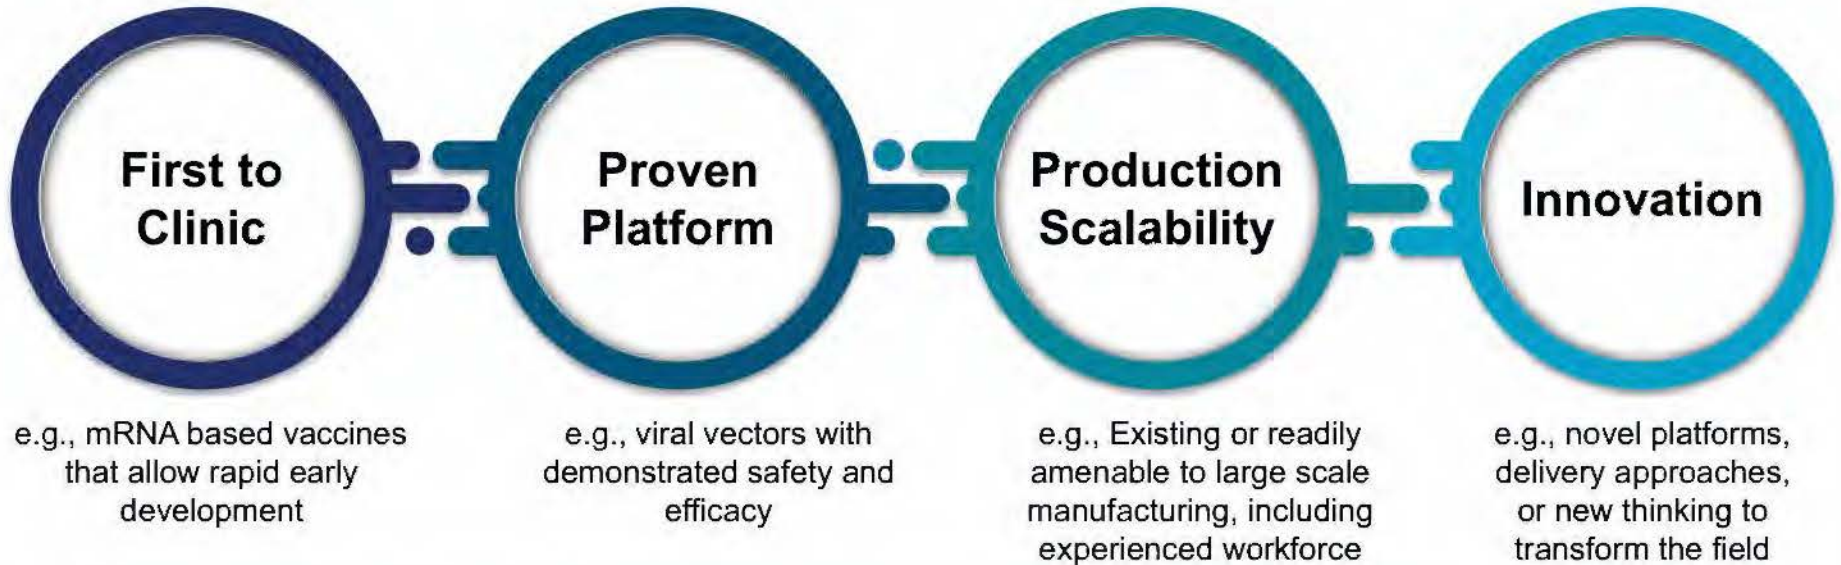 First to
Clinic
Proven
Platform
Production
Scalability
Innovation
e.g., mRNA based vaccines
that allow rapid early
development
e.g., viral vectors with
demonstrated safety and
efficacy
e.g., Existing or readily
amenable to large scale
manufacturing, including
experienced workforce
e.g., novel platforms,
delivery approaches,
or new thinking to
transform the field